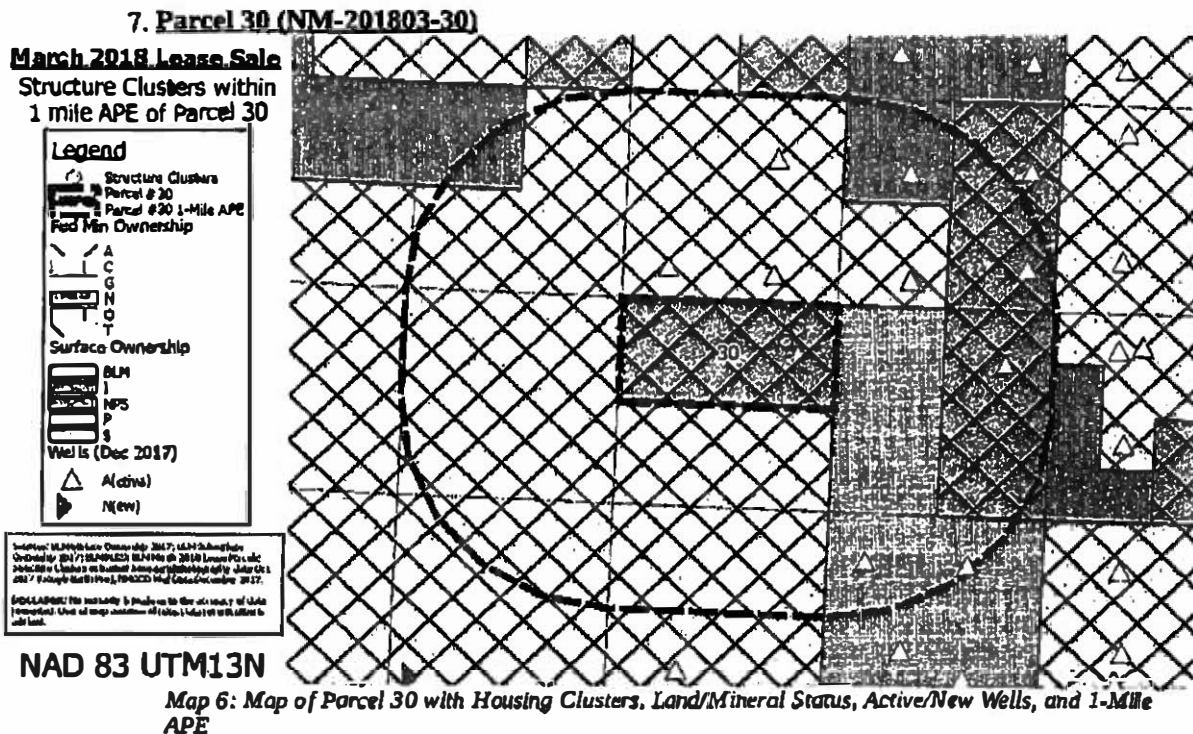 7. Parcel 30 (NM-201803-30)
March 2018 Lease Sale
Structure Clusters within
1 mile APE of Parcel 30
Legend
Structure Clusters
Parcel # 30
Parcel #30 1-Mile APE
Fed Min Ownership
A
C
G
N
O
T
Surface Ownership
BLM
I
NPS
P
S
Wells (Dec 2017)
A(ctive)
N(ew)
30
NAD 83 UTM13N
Map 6: Map of Parcel 30 with Housing Clusters, Land/Mineral Status, Active/New Wells, and 1-Mile
APE